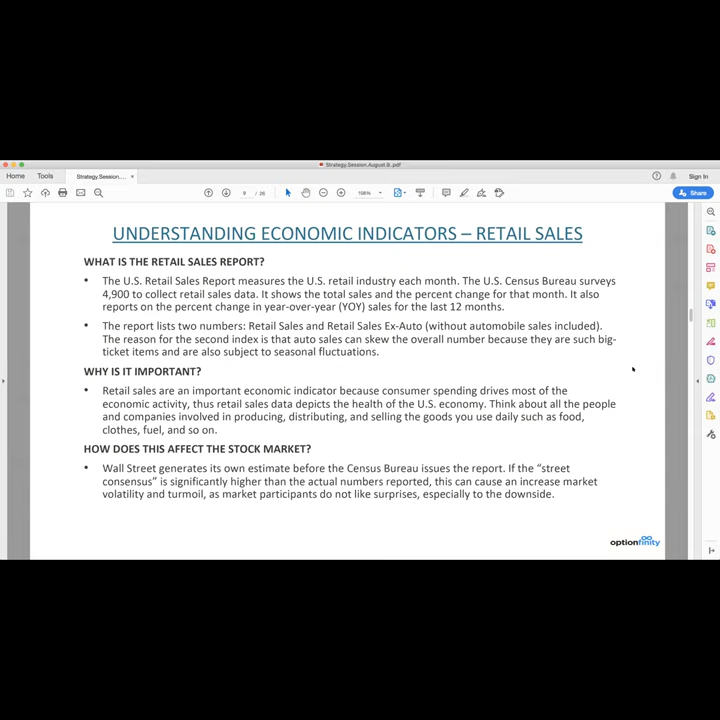 Strategy.Session.August.8..pdf
Home Tools Strategy.Session.... × Sign In
9 / 26 158% Share
UNDERSTANDING ECONOMIC INDICATORS – RETAIL SALES
WHAT IS THE RETAIL SALES REPORT?
• The U.S. Retail Sales Report measures the U.S. retail industry each month. The U.S. Census Bureau surveys
4,900 to collect retail sales data. It shows the total sales and the percent change for that month. It also
reports on the percent change in year-over-year (YOY) sales for the last 12 months.
• The report lists two numbers: Retail Sales and Retail Sales Ex-Auto (without automobile sales included).
The reason for the second index is that auto sales can skew the overall number because they are such big-
ticket items and are also subject to seasonal fluctuations.
WHY IS IT IMPORTANT?
• Retail sales are an important economic indicator because consumer spending drives most of the
economic activity, thus retail sales data depicts the health of the U.S. economy. Think about all the people
and companies involved in producing, distributing, and selling the goods you use daily such as food,
clothes, fuel, and so on.
HOW DOES THIS AFFECT THE STOCK MARKET?
• Wall Street generates its own estimate before the Census Bureau issues the report. If the “street
consensus” is significantly higher than the actual numbers reported, this can cause an increase market
volatility and turmoil, as market participants do not like surprises, especially to the downside.
optionfinity